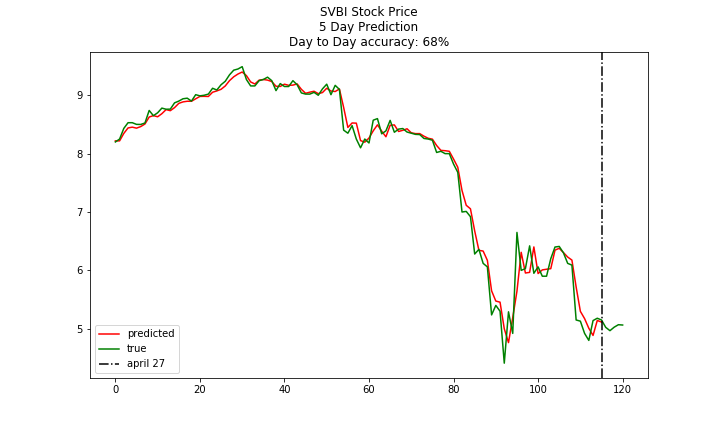 SVBI Stock Price
5 Day Prediction
Day to Day accuracy: 68%
9
8
7
6
5
predicted
true
april 27
0 20 40 60 80 100 120